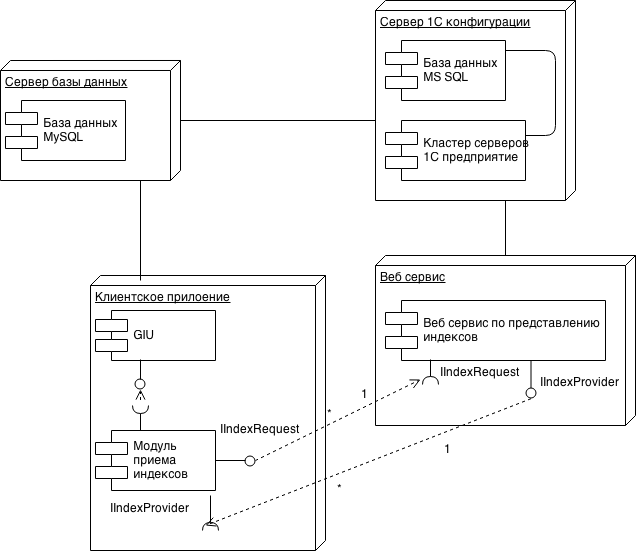 Сервер 1С конфигурации
База данных
MS SQL
Кластер серверов
1С предприятие
Сервер базы данных
База данных
MySQL
Клиентское прилоение
GIU
Модуль
приема
индексов
IIndexRequest
IIndexProvider
Веб сервис
Веб сервис по представлению
индексов
IIndexRequest
IIndexProvider
1
*
1
*